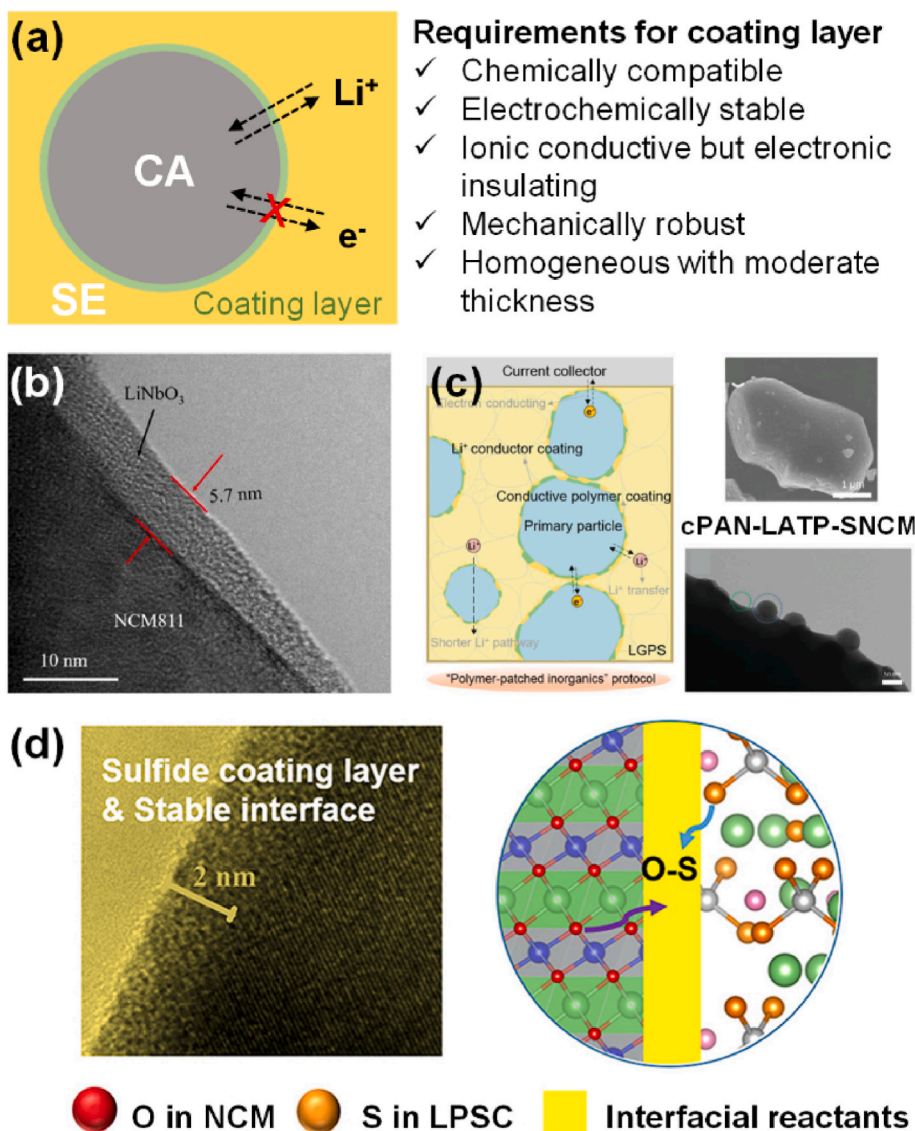 (a)
Li+
CA
e-
SE
Coating layer
Requirements for coating layer
✓ Chemically compatible
✓ Electrochemically stable
✓ Ionic conductive but electronic
insulating
✓ Mechanically robust
✓ Homogeneous with moderate
thickness
(b)
LiNbO3
5.7 nm
NCM811
10 nm
(c)
Current collector
Electron conducting
e-
Li+ conductor coating
Conductive polymer coating
Primary particle
Li+
Li+
Li+ transfer
e-
Shorter Li+ pathway
LGPS
"Polymer-patched inorganics" protocol
1 μm
cPAN-LATP-SNCM
(d)
Sulfide coating layer
& Stable interface
2 nm
O-S
O in NCM
S in LPSC
Interfacial reactants